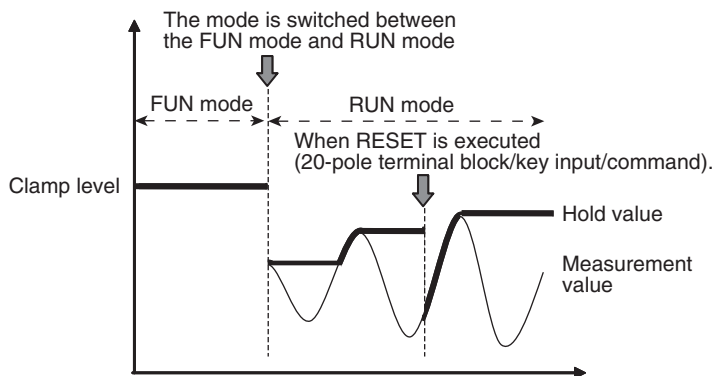 The mode is switched between
the FUN mode and RUN mode
FUN mode
RUN mode
When RESET is executed
(20-pole terminal block/key input/command).
Clamp level
Hold value
Measurement
value